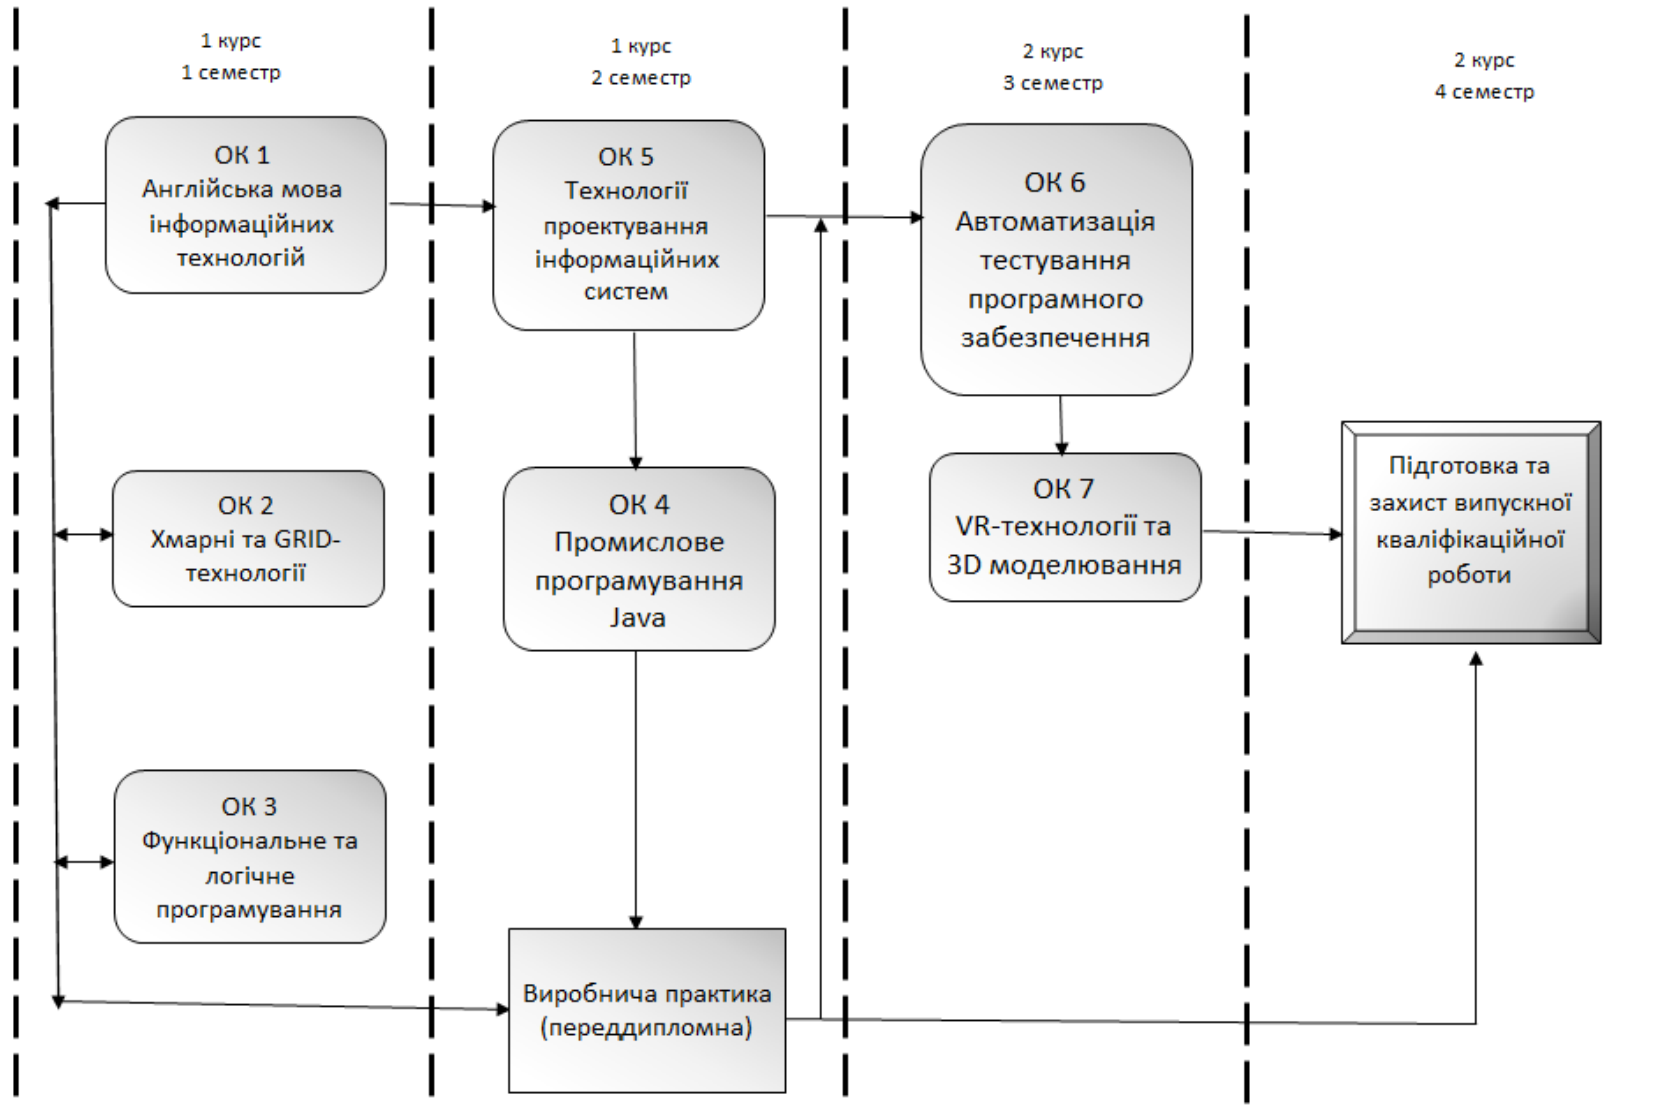 1 курс
1 семестр
1 курс
2 семестр
2 курс
3 семестр
2 курс
4 семестр
ОК 1
Англійська мова
інформаційних
технологій
ОК 5
Технології
проектування
інформаційних
систем
ОК 6
Автоматизація
тестування
програмного
забезпечення
ОК 2
Хмарні та GRID-
технології
ОК 4
Промислове
програмування
Java
ОК 7
VR-технології та
3D моделювання
Підготовка та
захист випускної
кваліфікаційної
роботи
ОК 3
Функціональне та
логічне
програмування
Виробнича практика
(переддипломна)